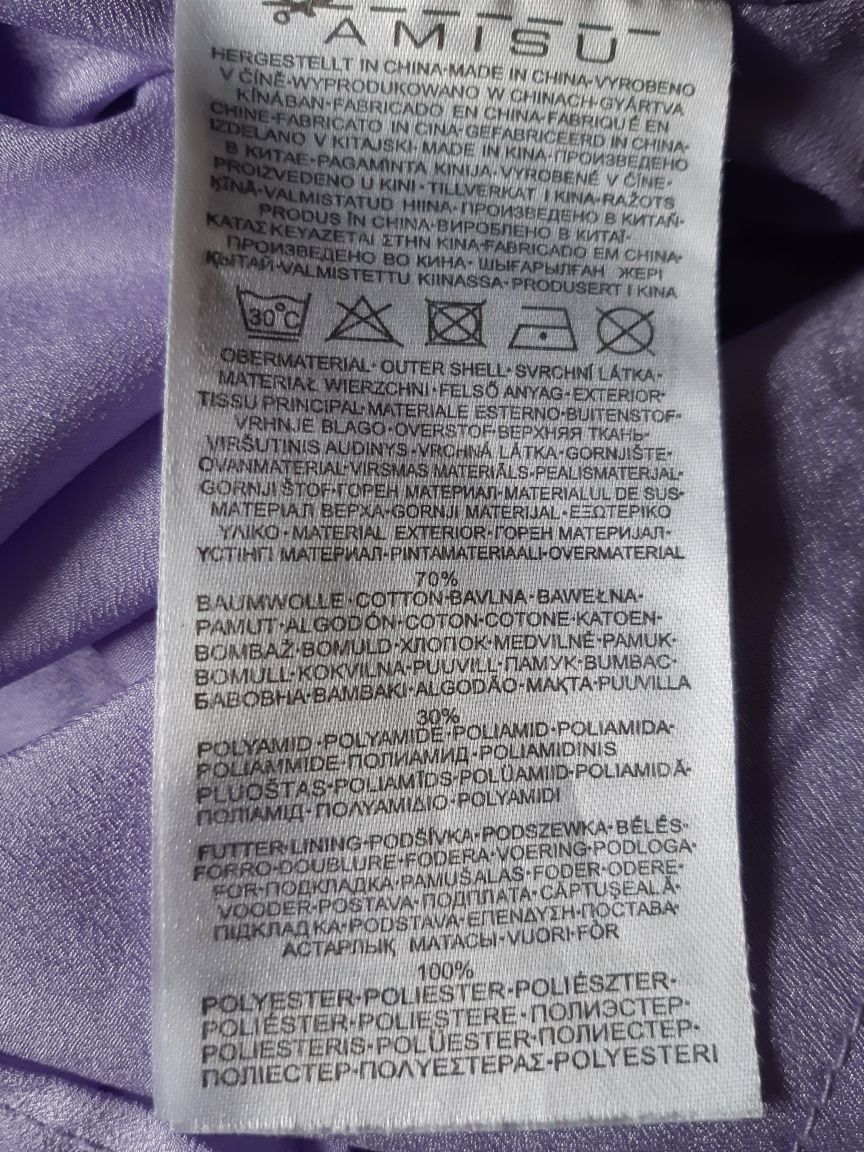 AMISU
HERGESTELLT IN CHINA·MADE IN CHINA·VYROBENO
V ČÍNĚ·WYPRODUKOWANO W CHINACH·GYÁRTVA
KÍNÁBAN·FABRICADO EN CHINA·FABRIQUÉ EN
CHINE·FABRICATO IN CINA·GEFABRICEERD IN CHINA·
IZDELANO V KITAJSKI·MADE IN KINA·ПРОИЗВЕДЕНО
В КИТАЕ·PAGAMINTA KINIJA·VYROBENÉ V ČÍNE·
PROIZVEDENO U KINI·TILLVERKAT I KINA·RAŽOTS
ĶĪNĀ·VALMISTATUD HIINA·ПРОИЗВЕДЕНО В КИТАЙ·
PRODUS ÎN CHINA·ВИРОБЛЕНО В КИТАЇ·
ΚΑΤΑΣΚΕΥΑΖΕΤΑΙ ΣΤΗΝ ΚΙΝΑ·FABRICADO EM CHINA·
ПРОИЗВЕДЕНО ВО КИНА·ШЫҒАРЫЛҒАН ЖЕРІ
ҚЫТАЙ·VALMISTETTU KIINASSA·PRODUSERT I KINA
30°C
OBERMATERIAL·OUTER SHELL·SVRCHNÍ LÁTKA·
MATERIAŁ WIERZCHNI·FELSŐ ANYAG·EXTERIOR·
TISSU PRINCIPAL·MATERIALE ESTERNO·BUITENSTOF·
VRHNJE BLAGO·OVERSTOF·ВЕРХНЯЯ ТКАНЬ·
VIRŠUTINIS AUDINYS·VRCHNÁ LÁTKA·GORNJIŠTE·
OVANMATERIAL·VIRSMAS MATERIĀLS·PEALISMATERJAL·
GORNJI ŠTOF·ГОРЕН МАТЕРИАЛ·MATERIALUL DE SUS·
МАТЕРІАЛ ВЕРХА·GORNJI MATERIJAL·ΕΞΩΤΕΡΙΚΟ
ΥΛΙΚΟ·MATERIAL EXTERIOR·ГОРЕН МАТЕРИЈАЛ·
ҮСТІНГІ МАТЕРИАЛ·PINTAMATERIAALI·OVERMATERIAL
70%
BAUMWOLLE·COTTON·BAVLNA·BAWEŁNA·
PAMUT·ALGODÓN·COTON·COTONE·KATOEN·
BOMBAŽ·BOMULD·ХЛОПОК·MEDVILNĖ·PAMUK·
BOMULL·KOKVILNA·PUUVILL·ПАМУК·BUMBAC·
БАВОВНА·ΒΑΜΒΑΚΙ·ALGODÃO·МАҚТА·PUUVILLA
30%
POLYAMID·POLYAMIDE·POLIAMID·POLIAMIDA·
POLIAMMIDE·ПОЛИАМИД·POLIAMIDINIS
PLUOŠTAS·POLIAMĪDS·POLÜAMIID·POLIAMIDĂ·
ПОЛІАМІД·ΠΟΛΥΑΜΙΔΙΟ·POLYAMIDI
FUTTER·LINING·PODŠÍVKA·PODSZEWKA·BÉLÉS·
FORRO·DOUBLURE·FODERA·VOERING·PODLOGA·
FOR·ПОДКЛАДКА·PAMUŠALAS·FODER·ODERE·
VOODER·POSTAVA·ПОДПЛАТА·CĂPTUȘEALĂ·
ПІДКЛАДКА·PODSTAVA·ΕΠΕΝΔΥΣΗ·ПОСТАВА·
АСТАРЛЫҚ МАТАСЫ·VUORI·FÔR
100%
POLYESTER·POLIESTER·POLIÉSZTER·
POLIÉSTER·POLIESTERE·ПОЛИЭСТЕР·
POLIESTERIS·POLÜESTER·ПОЛИЕСТЕР·
ПОЛІЕСТЕР·ΠΟΛΥΕΣΤΕΡΑΣ·POLYESTERI